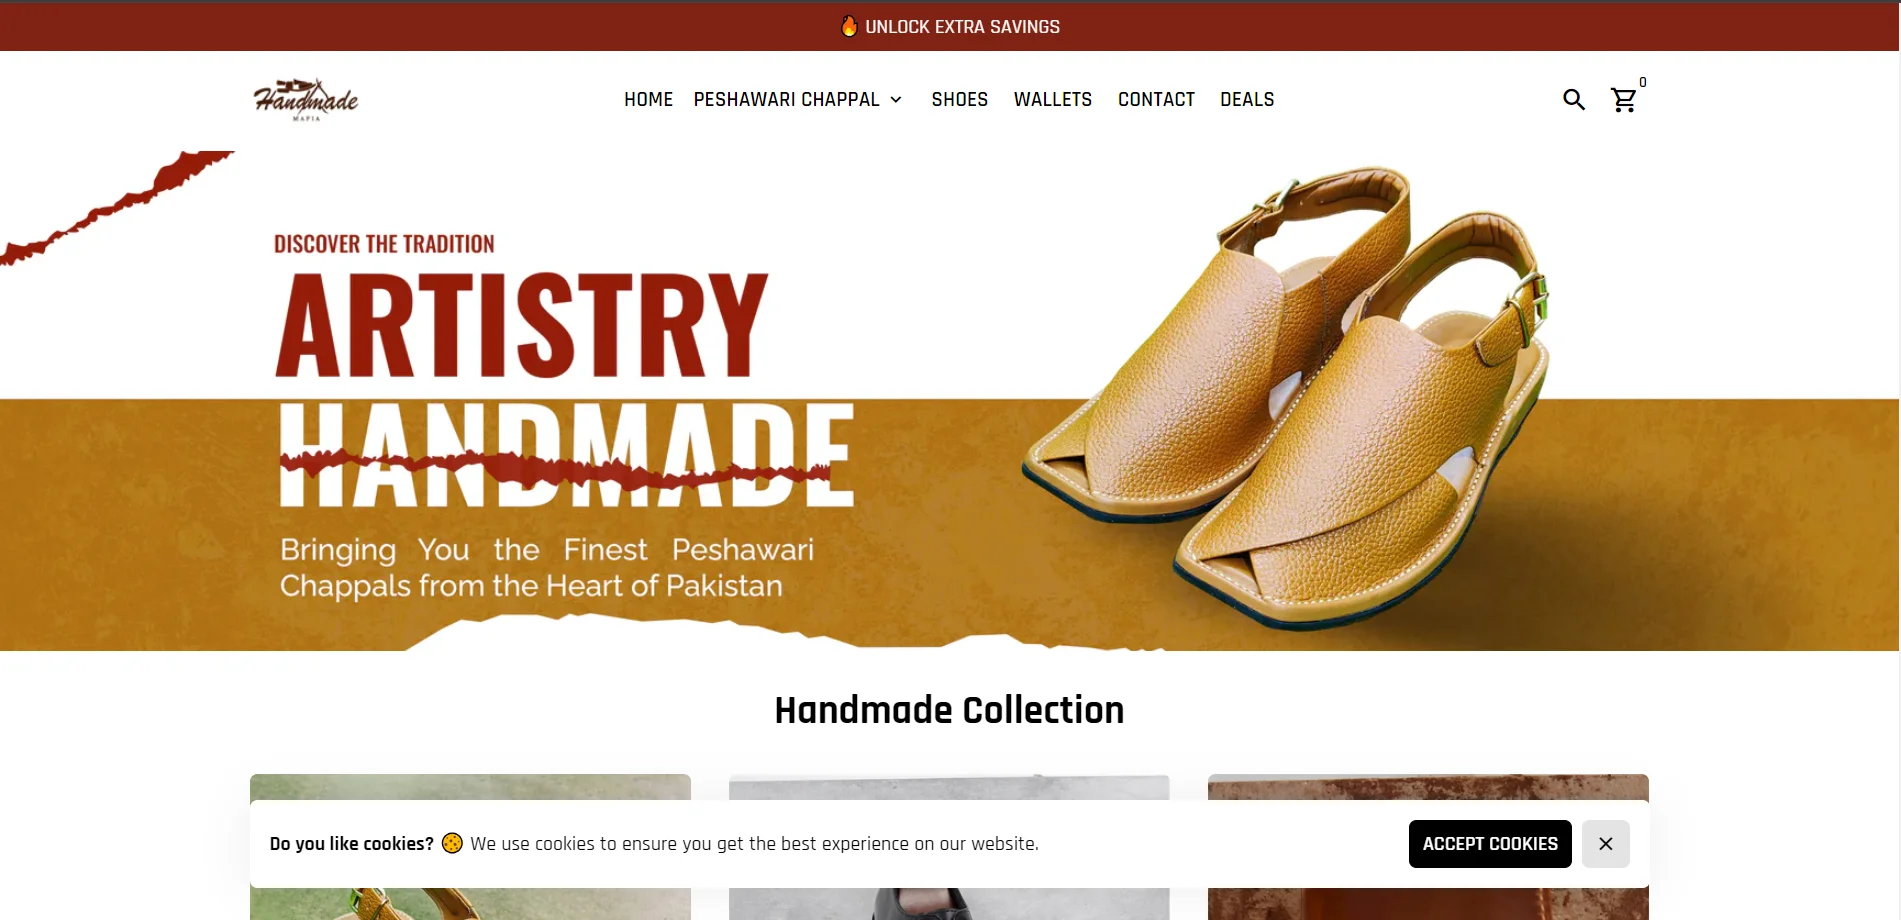 🔥 UNLOCK EXTRA SAVINGS
Handmade
MAFIA
HOME PESHAWARI CHAPPAL SHOES WALLETS CONTACT DEALS
0
DISCOVER THE TRADITION
ARTISTRY
HANDMADE
Bringing You the Finest Peshawari
Chappals from the Heart of Pakistan
Handmade Collection
Do you like cookies? 🍪 We use cookies to ensure you get the best experience on our website.
ACCEPT COOKIES